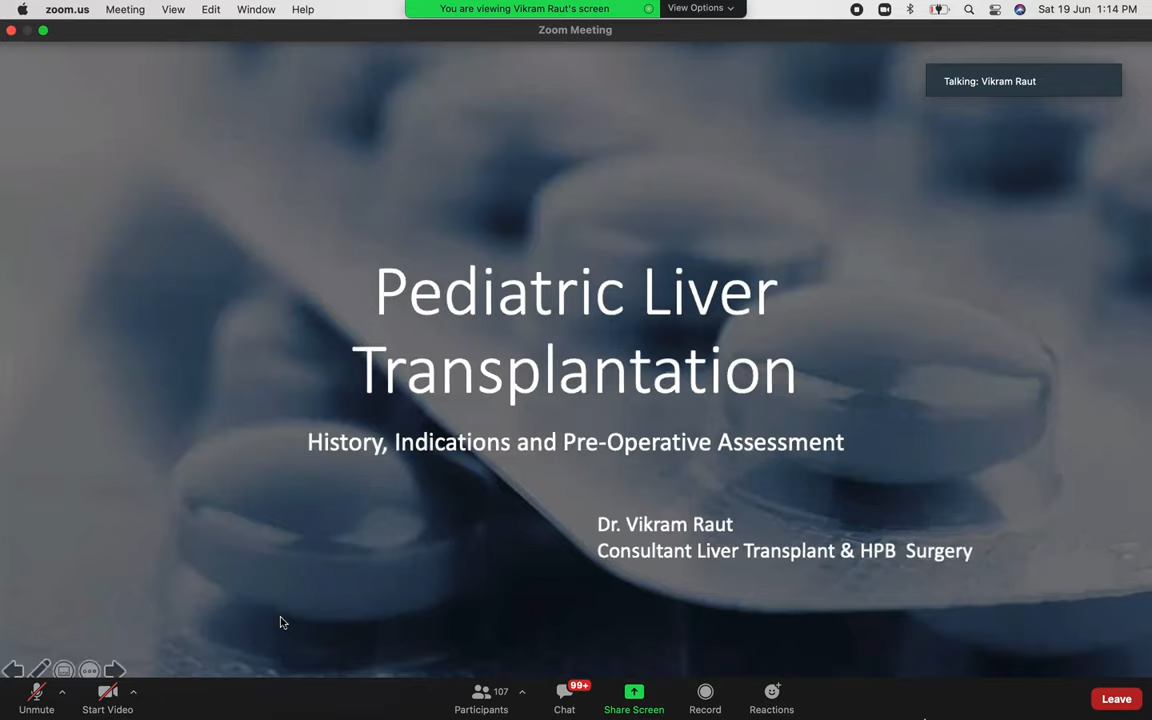 zoom.us Meeting View Edit Window Help
You are viewing Vikram Raut's screen View Options
Sat 19 Jun 1:14 PM
Zoom Meeting
Talking: Vikram Raut
Pediatric Liver
Transplantation
History, Indications and Pre-Operative Assessment
Dr. Vikram Raut
Consultant Liver Transplant & HPB Surgery
107
99+
Unmute Start Video Participants Chat Share Screen Record Reactions Leave